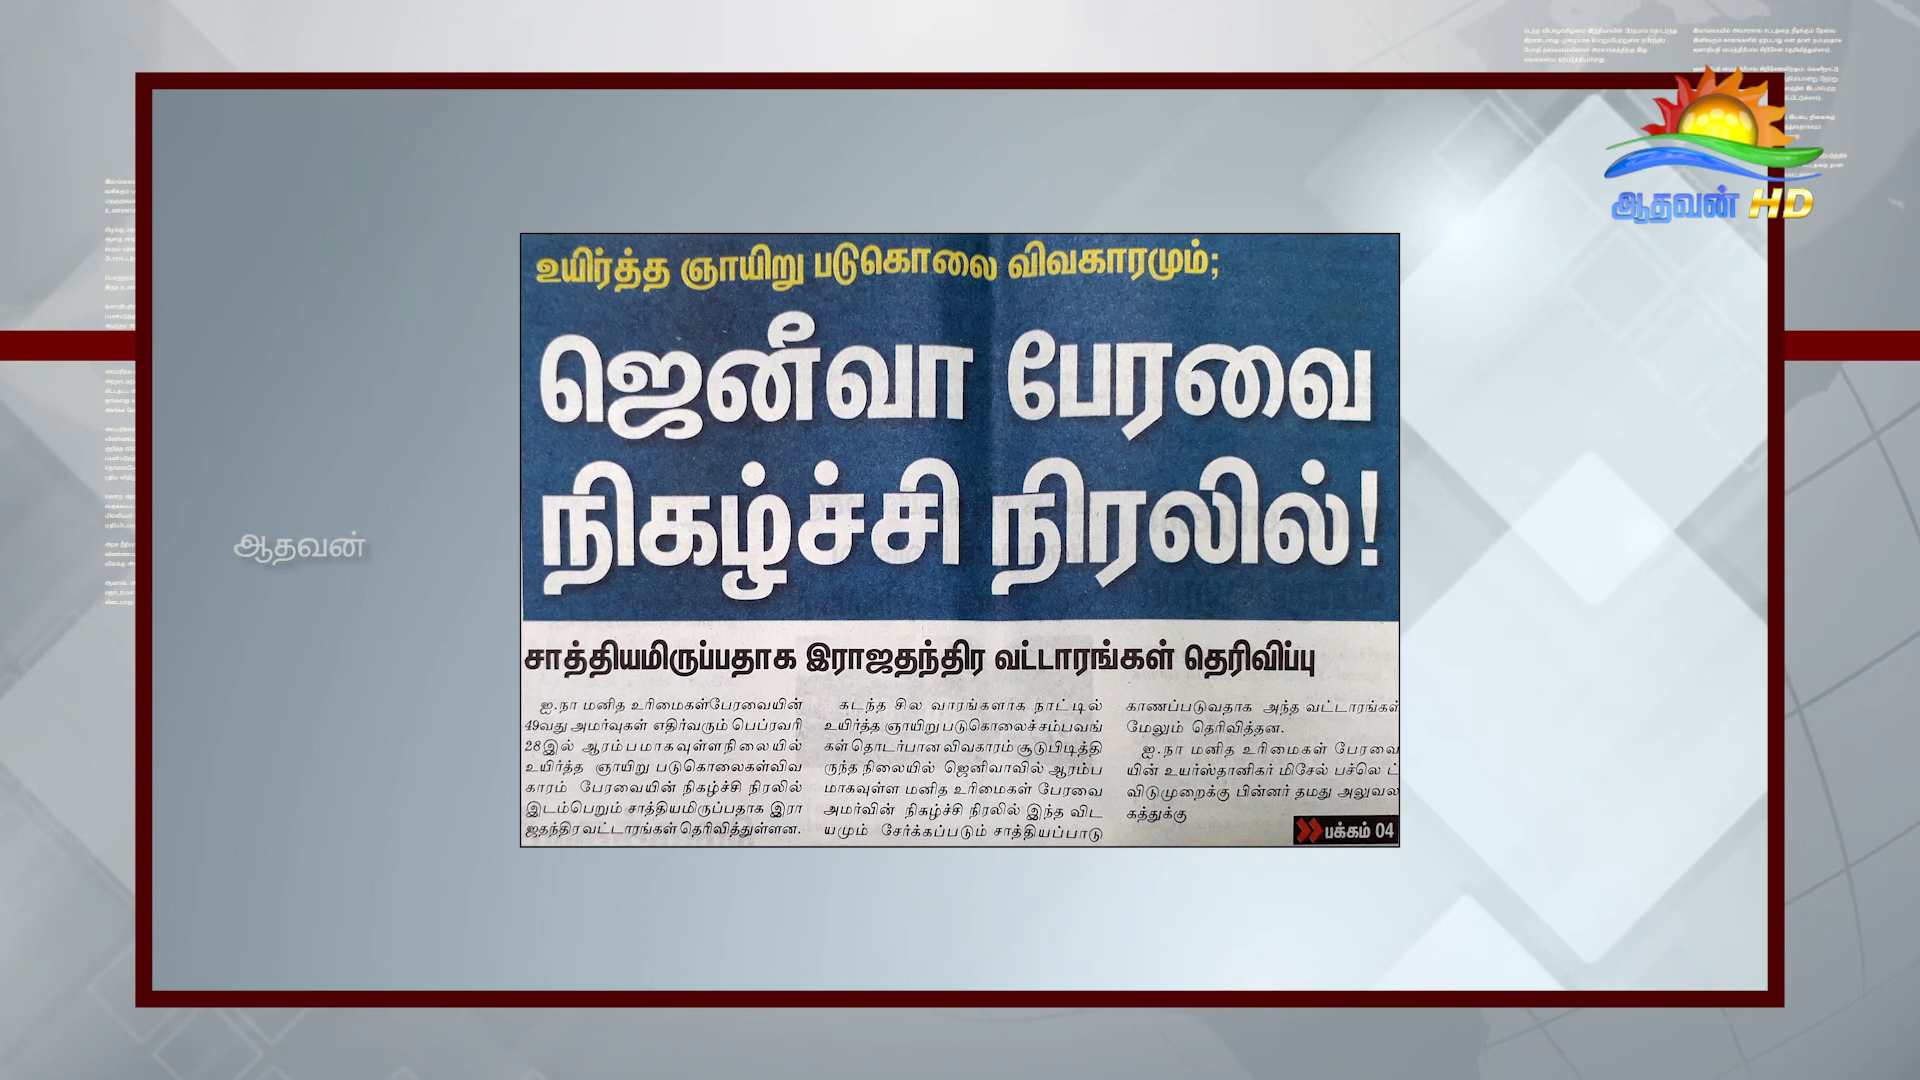 ஆதவன் HD
ஆதவன்
உயிர்த்த ஞாயிறு படுகொலை விவகாரமும்;
ஜெனீவா பேரவை
நிகழ்ச்சி நிரலில்!
சாத்தியமிருப்பதாக இராஜதந்திர வட்டாரங்கள் தெரிவிப்பு
ஐ.நா மனித உரிமைகள்பேரவையின்
49வது அமர்வுகள் எதிர்வரும் பெப்ரவரி
28இல் ஆரம்பமாகவுள்ளநிலையில்
உயிர்த்த ஞாயிறு படுகொலைகள்விவ
காரம் பேரவையின் நிகழ்ச்சி நிரலில்
இடம்பெறும் சாத்தியமிருப்பதாக இரா
ஜதந்திர வட்டாரங்கள் தெரிவித்துள்ளன.
கடந்த சில வாரங்களாக நாட்டில்
உயிர்த்த ஞாயிறு படுகொலைச்சம்பவங்
கள் தொடர்பான விவகாரம் சூடுபிடித்தி
ருந்த நிலையில் ஜெனிவாவில் ஆரம்ப
மாகவுள்ள மனித உரிமைகள் பேரவை
அமர்வின் நிகழ்ச்சி நிரலில் இந்த விட
யமும் சேர்க்கப்படும் சாத்தியப்பாடு
காணப்படுவதாக அந்த வட்டாரங்கள்
மேலும் தெரிவித்தன.
ஐ.நா மனித உரிமைகள் பேரவை
யின் உயர்ஸ்தானிகர் மிசேல் பச்லெ ட்
விடுமுறைக்கு பின்னர் தமது அலுவல
கத்துக்கு
பக்கம் 04